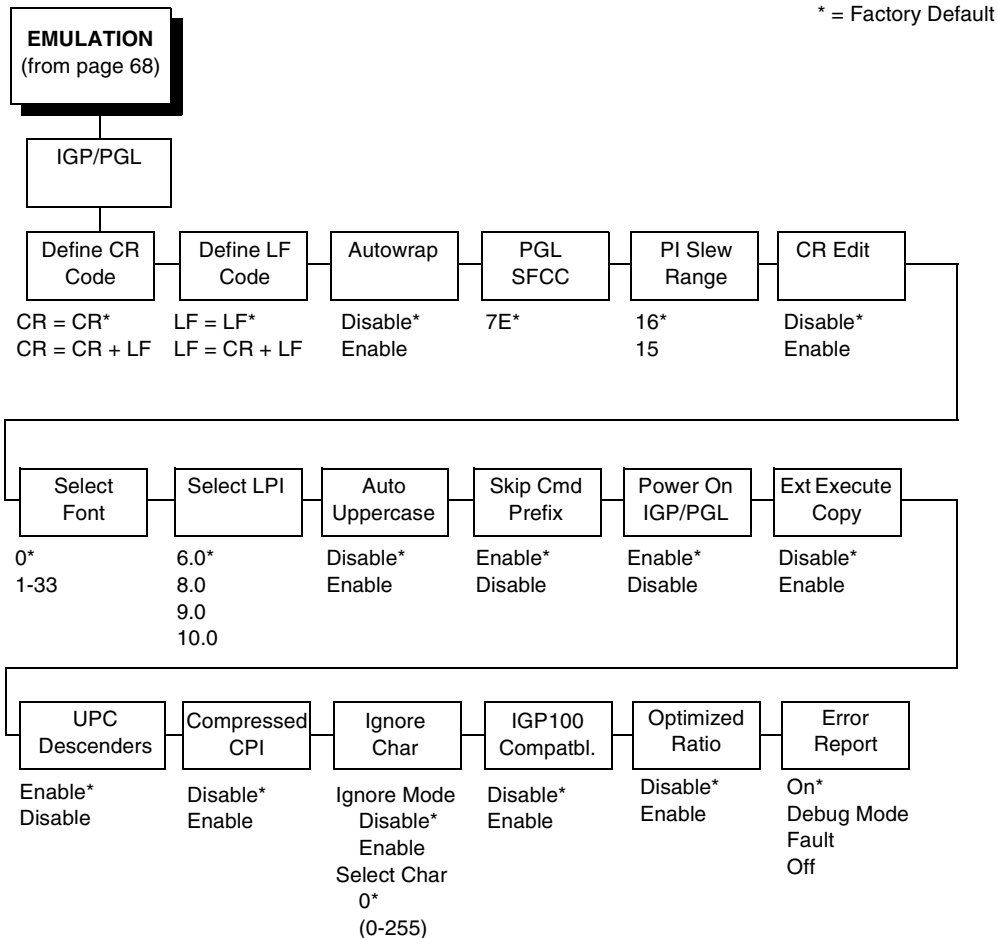 * = Factory Default
EMULATION
(from page 68)
IGP/PGL
Define CR
Code
CR = CR*
CR = CR + LF
Define LF
Code
LF = LF*
LF = CR + LF
Autowrap
Disable*
Enable
PGL
SFCC
7E*
PI Slew
Range
16*
15
CR Edit
Disable*
Enable
Select
Font
0*
1-33
Select LPI
6.0*
8.0
9.0
10.0
Auto
Uppercase
Disable*
Enable
Skip Cmd
Prefix
Enable*
Disable
Power On
IGP/PGL
Enable*
Disable
Ext Execute
Copy
Disable*
Enable
UPC
Descenders
Enable*
Disable
Compressed
CPI
Disable*
Enable
Ignore
Char
Ignore Mode
Disable*
Enable
Select Char
0*
(0-255)
IGP100
Compatbl.
Disable*
Enable
Optimized
Ratio
Disable*
Enable
Error
Report
On*
Debug Mode
Fault
Off